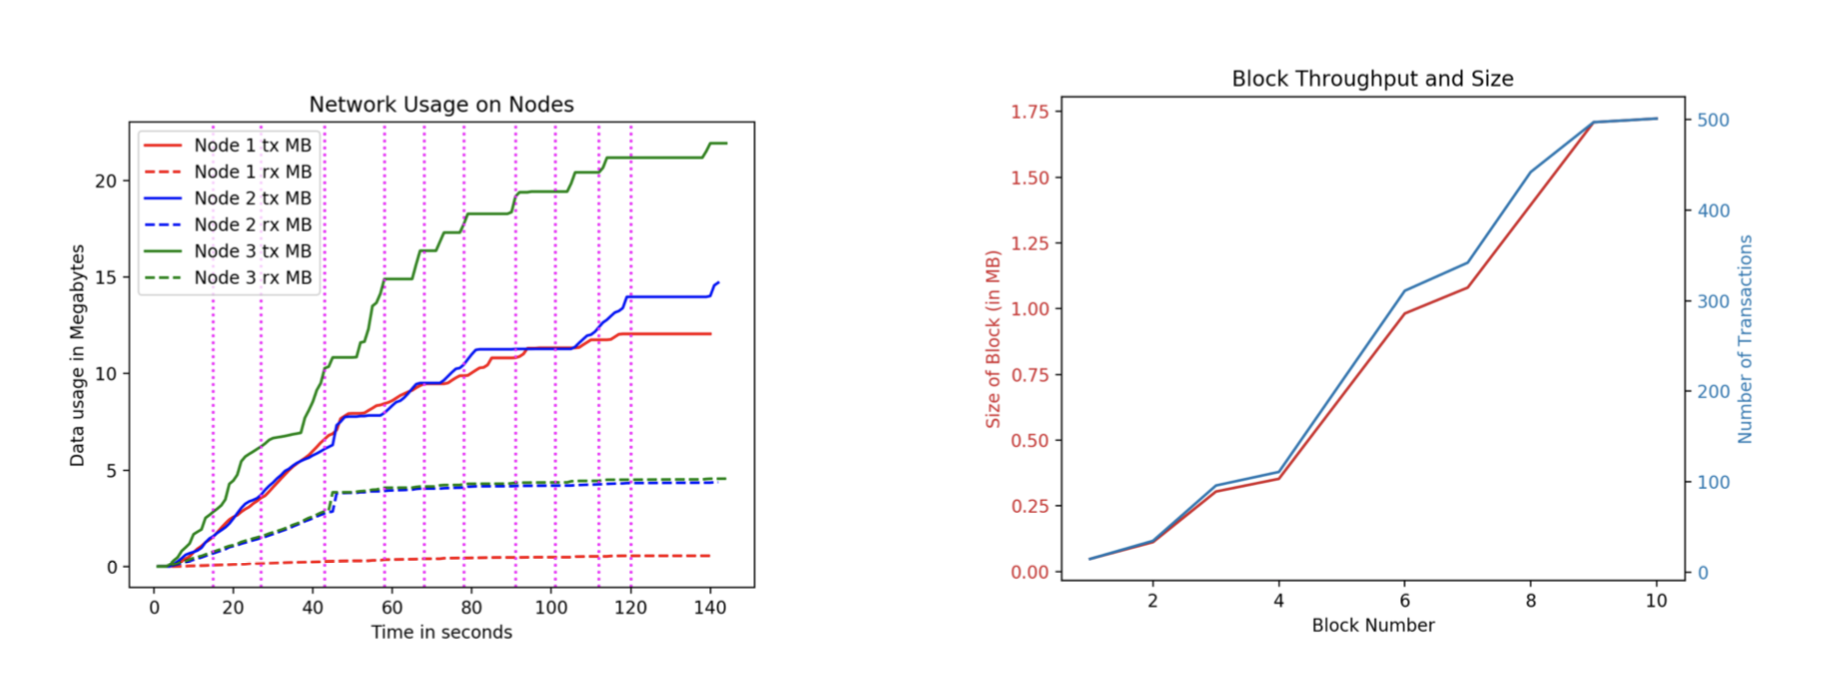 Network Usage on Nodes
Node 1 tx MB
Node 1 rx MB
Node 2 tx MB
Node 2 rx MB
Node 3 tx MB
Node 3 rx MB
Data usage in Megabytes
20
15
10
5
0
0 20 40 60 80 100 120 140
Time in seconds
Block Throughput and Size
Size of Block (in MB)
1.75
1.50
1.25
1.00
0.75
0.50
0.25
0.00
500
400
300
200
100
0
Number of Transactions
2 4 6 8 10
Block Number